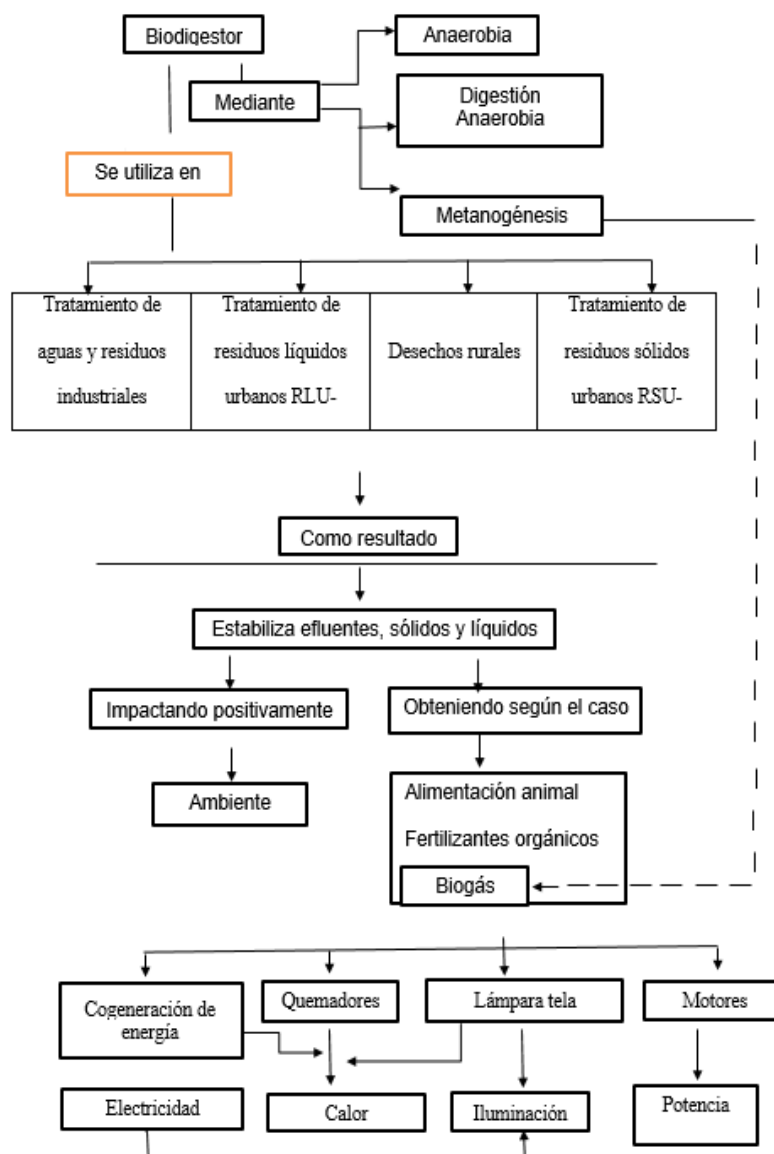 Biodigestor
Anaerobia
Mediante
Digestión
Anaerobia
Se utiliza en
Metanogénesis
Tratamiento de
aguas y residuos
industriales
Tratamiento de
residuos líquidos
urbanos RLU-
Desechos rurales
Tratamiento de
residuos sólidos
urbanos RSU-
Como resultado
Estabiliza efluentes, sólidos y líquidos
Impactando positivamente
Obteniendo según el caso
Ambiente
Alimentación animal
Fertilizantes orgánicos
Biogás
Cogeneración de
energía
Quemadores
Lámpara tela
Motores
Electricidad
Calor
Iluminación
Potencia